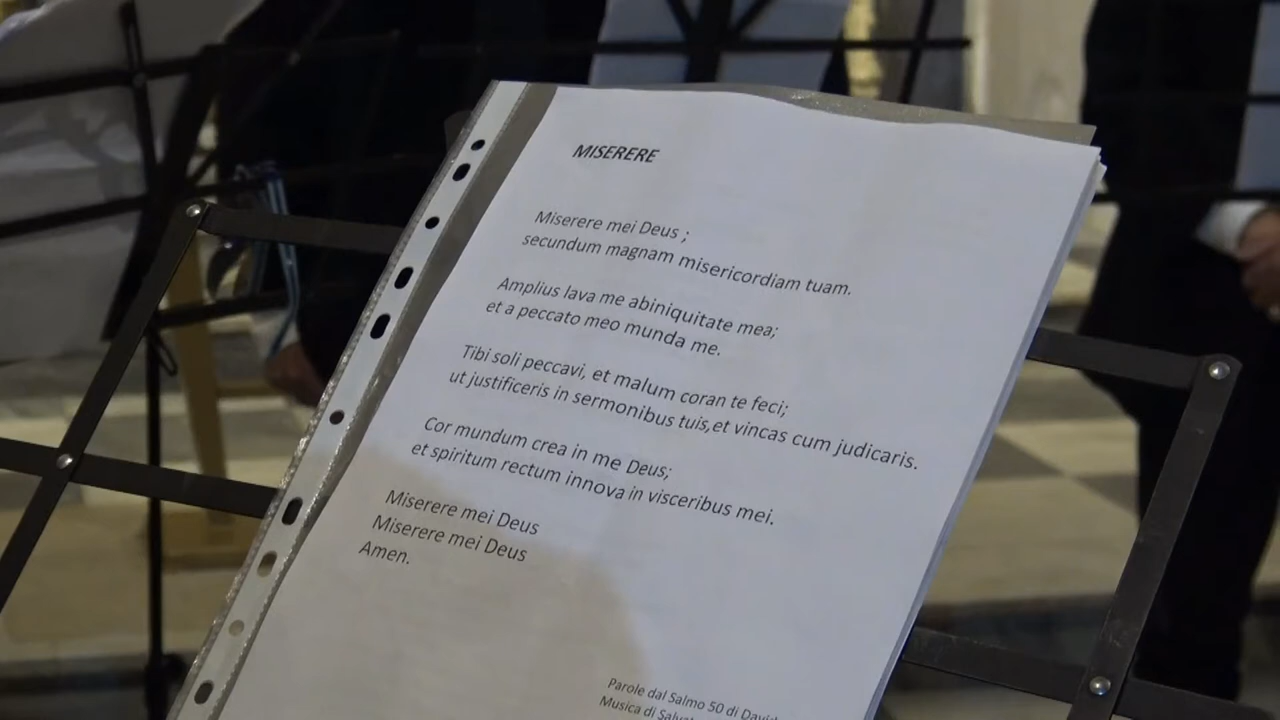 MISERERE
Miserere mei Deus ;
secundum magnam misericordiam tuam.
Amplius lava me abiniquitate mea;
et a peccato meo munda me.
Tibi soli peccavi, et malum coran te feci;
ut justificeris in sermonibus tuis,et vincas cum judicaris.
Cor mundum crea in me Deus;
et spiritum rectum innova in visceribus mei.
Miserere mei Deus
Miserere mei Deus
Amen.
Parole dal Salmo 50 di
Musica di